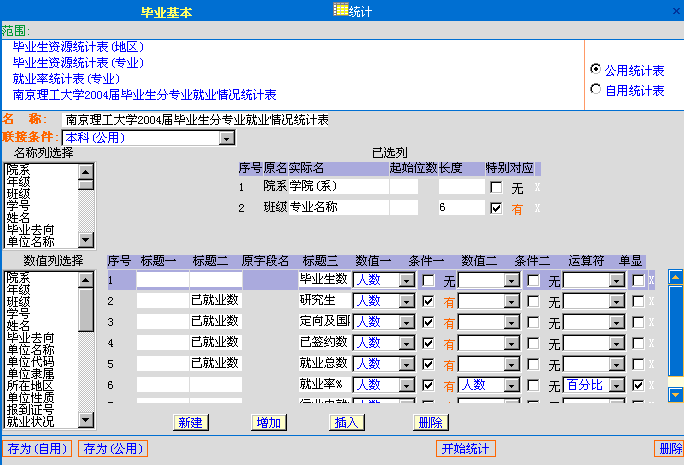 毕业基本 统计
范围:
毕业生资源统计表(地区)
毕业生资源统计表(专业)
就业率统计表(专业)
南京理工大学2004届毕业生分专业就业情况统计表
公用统计表
自用统计表
名 称: 南京理工大学2004届毕业生分专业就业情况统计表
联接条件: 本科(公用)
名称列选择 已选列
院系
年级
班级
学号
姓名
毕业去向
单位名称
序号 原名 实际名 起始位数 长度 特别对应
1 院系 学院(系) 无 X
2 班级 专业名称 6 有 X
数值列选择
院系
年级
班级
学号
姓名
毕业去向
单位名称
单位代码
单位隶属
所在地区
单位性质
报到证号
就业状况
序号 标题一 标题二 原字段名 标题三 数值一 条件一 数值二 条件二 运算符 单显
1 毕业生数 人数 无 无 X
2 已就业数 研究生 人数 有 无 X
3 已就业数 定向及国 人数 有 无 X
4 已就业数 已签约数 人数 有 无 X
5 已就业数 就业总数 人数 有 无 X
6 就业率% 人数 有 人数 无 百分比 X
新建 增加 插入 删除
存为(自用) 存为(公用) 开始统计 删除